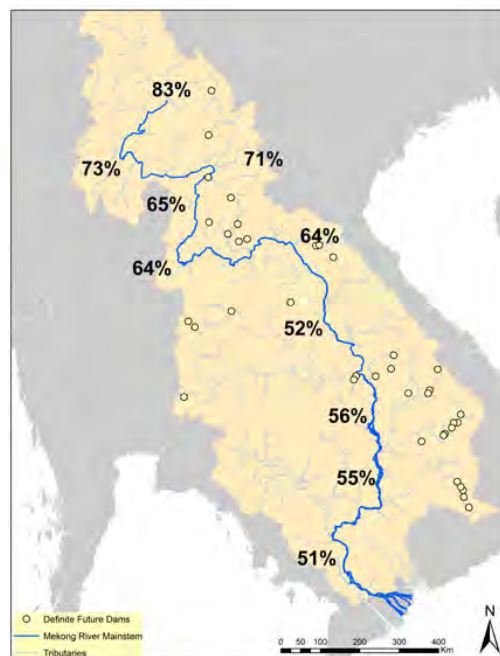 83%
73%
71%
65%
64%
64%
52%
56%
55%
51%
Definite Future Dams
Mekong River Mainstem
Tributaries
N
0 50 100 200 300 400
Km